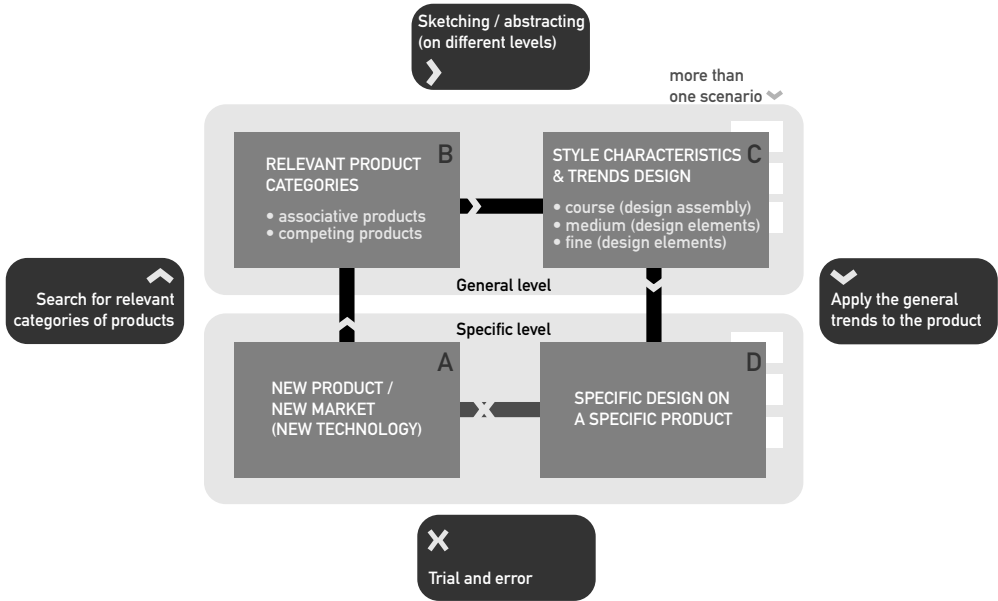 Sketching / abstracting
(on different levels)
more than
one scenario
B
RELEVANT PRODUCT
CATEGORIES
• associative products
• competing products
C
STYLE CHARACTERISTICS
& TRENDS DESIGN
• course (design assembly)
• medium (design elements)
• fine (design elements)
General level
Search for relevant
categories of products
Apply the general
trends to the product
Specific level
A
NEW PRODUCT /
NEW MARKET
(NEW TECHNOLOGY)
D
SPECIFIC DESIGN ON
A SPECIFIC PRODUCT
Trial and error